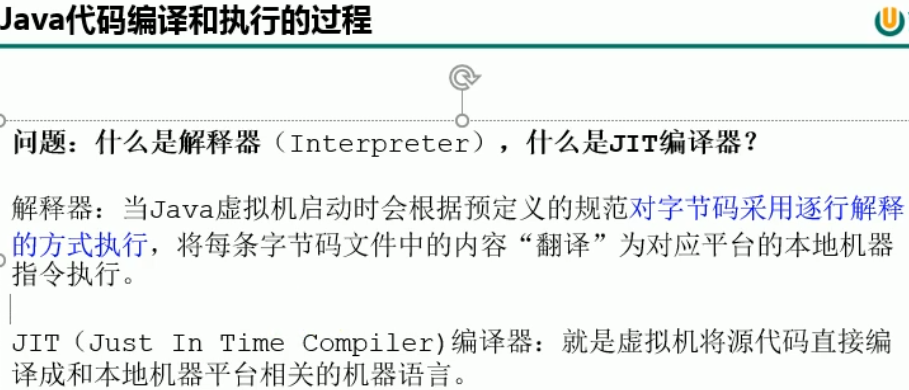 Java代码编译和执行的过程
问题：什么是解释器（Interpreter），什么是JIT编译器？
解释器：当Java虚拟机启动时会根据预定义的规范对字节码采用逐行解释
的方式执行，将每条字节码文件中的内容“翻译”为对应平台的本地机器
指令执行。
JIT（Just In Time Compiler)编译器：就是虚拟机将源代码直接编
译成和本地机器平台相关的机器语言。